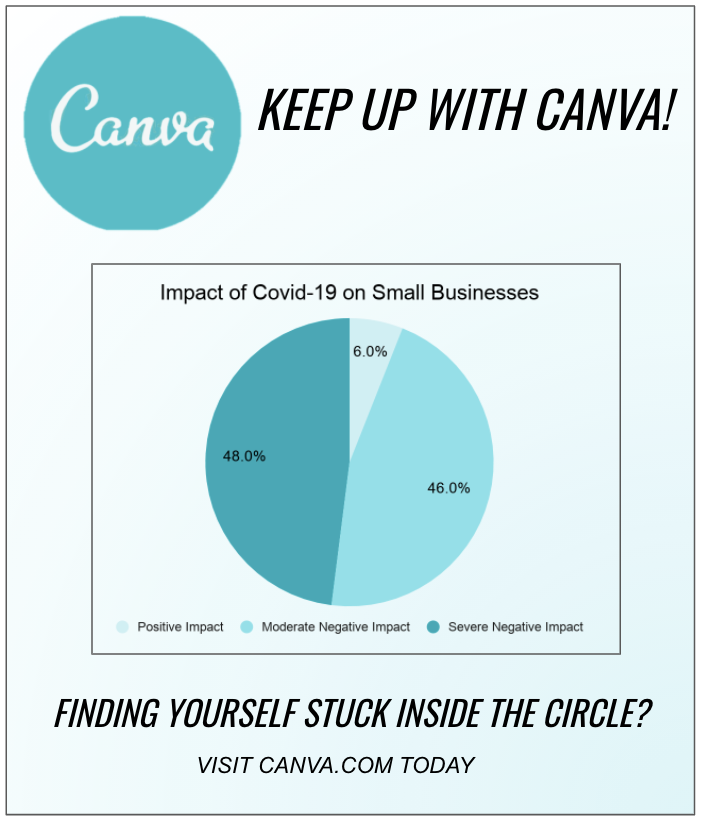 Canva
KEEP UP WITH CANVA!
Impact of Covid-19 on Small Businesses
6.0%
48.0%
46.0%
Positive Impact Moderate Negative Impact Severe Negative Impact
FINDING YOURSELF STUCK INSIDE THE CIRCLE?
VISIT CANVA.COM TODAY